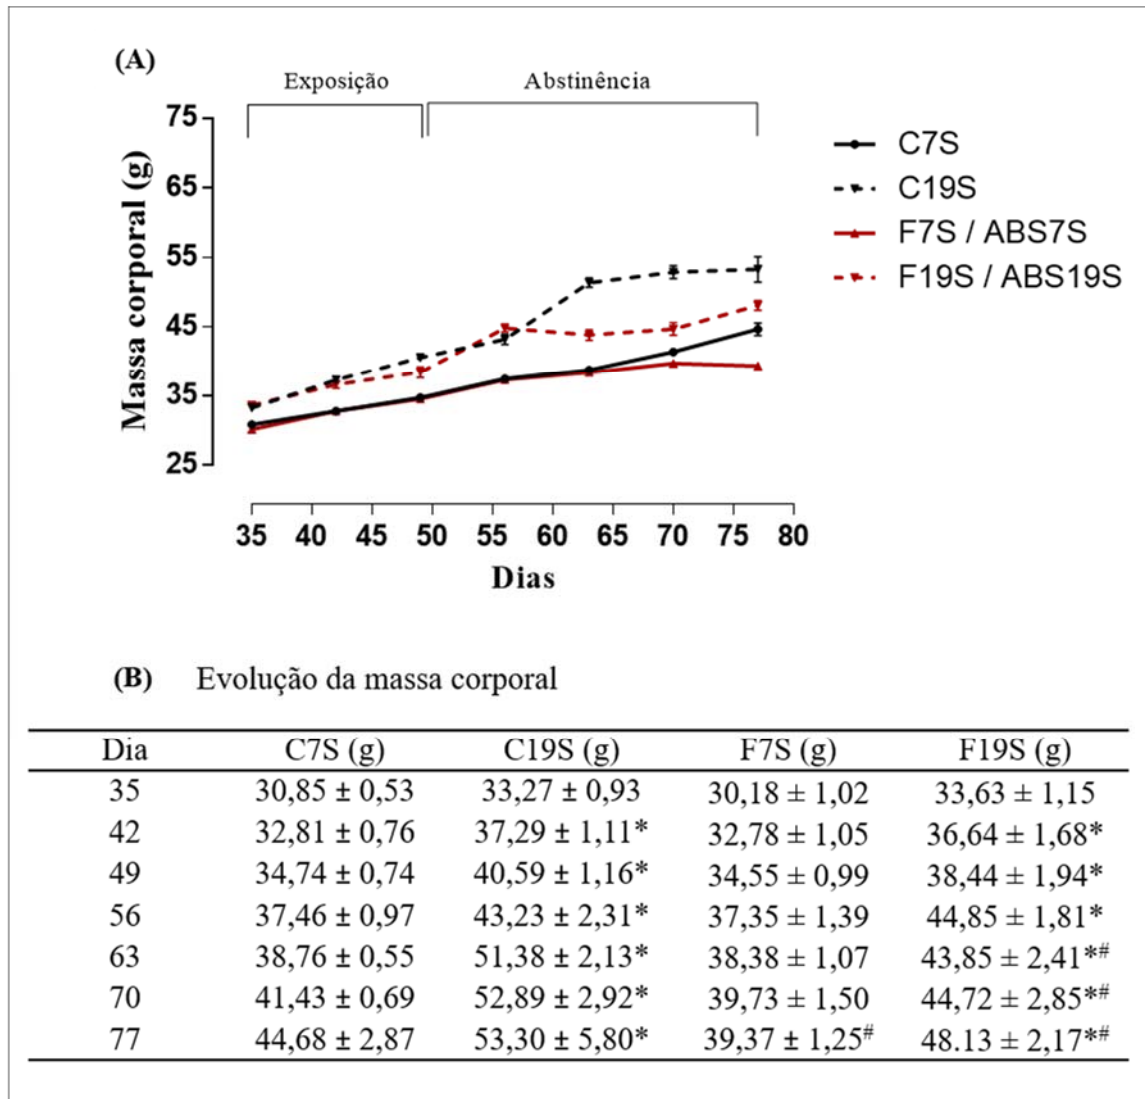 (A)
Exposição Abstinência
75
65
55
45
35
25
Massa corporal (g)
35 40 45 50 55 60 65 70 75 80
Dias
C7S
C19S
F7S / ABS7S
F19S / ABS19S
(B) Evolução da massa corporal
Dia C7S (g) C19S (g) F7S (g) F19S (g)
35 30,85 ± 0,53 33,27 ± 0,93 30,18 ± 1,02 33,63 ± 1,15
42 32,81 ± 0,76 37,29 ± 1,11* 32,78 ± 1,05 36,64 ± 1,68*
49 34,74 ± 0,74 40,59 ± 1,16* 34,55 ± 0,99 38,44 ± 1,94*
56 37,46 ± 0,97 43,23 ± 2,31* 37,35 ± 1,39 44,85 ± 1,81*
63 38,76 ± 0,55 51,38 ± 2,13* 38,38 ± 1,07 43,85 ± 2,41*#
70 41,43 ± 0,69 52,89 ± 2,92* 39,73 ± 1,50 44,72 ± 2,85*#
77 44,68 ± 2,87 53,30 ± 5,80* 39,37 ± 1,25# 48.13 ± 2,17*#